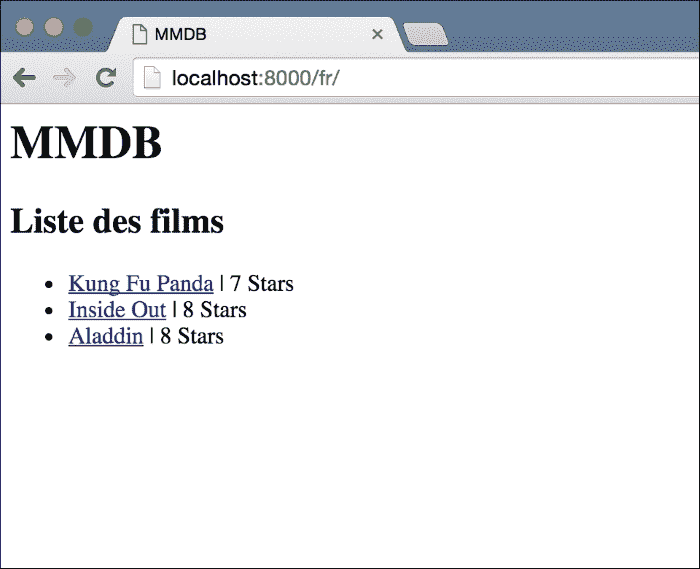 MMDB
localhost:8000/fr/
MMDB
Liste des films
Kung Fu Panda | 7 Stars
Inside Out | 8 Stars
Aladdin | 8 Stars